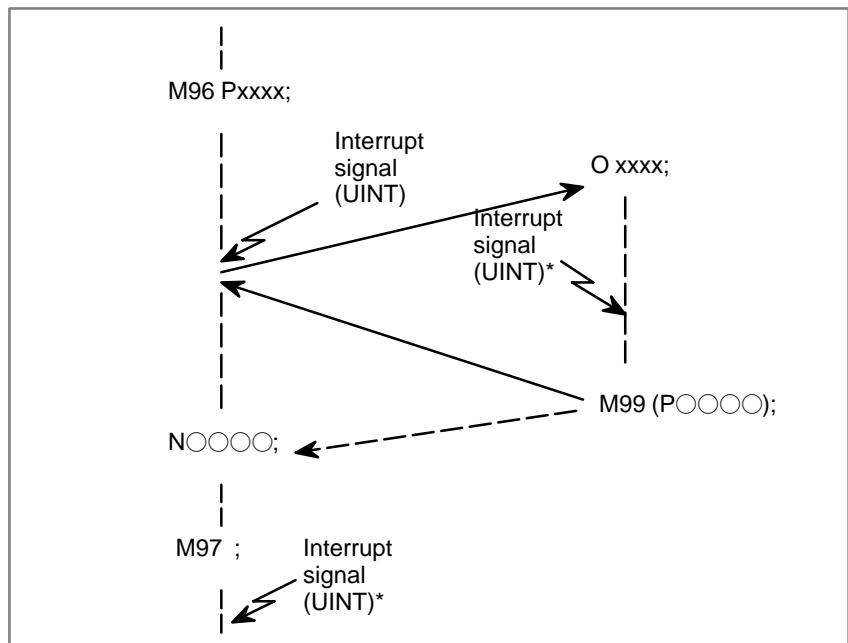 M96 Pxxxx;
Interrupt
signal
(UINT)
O xxxx;
Interrupt
signal
(UINT)*
M99 (P○○○○);
N○○○○;
M97 ;
Interrupt
signal
(UINT)*